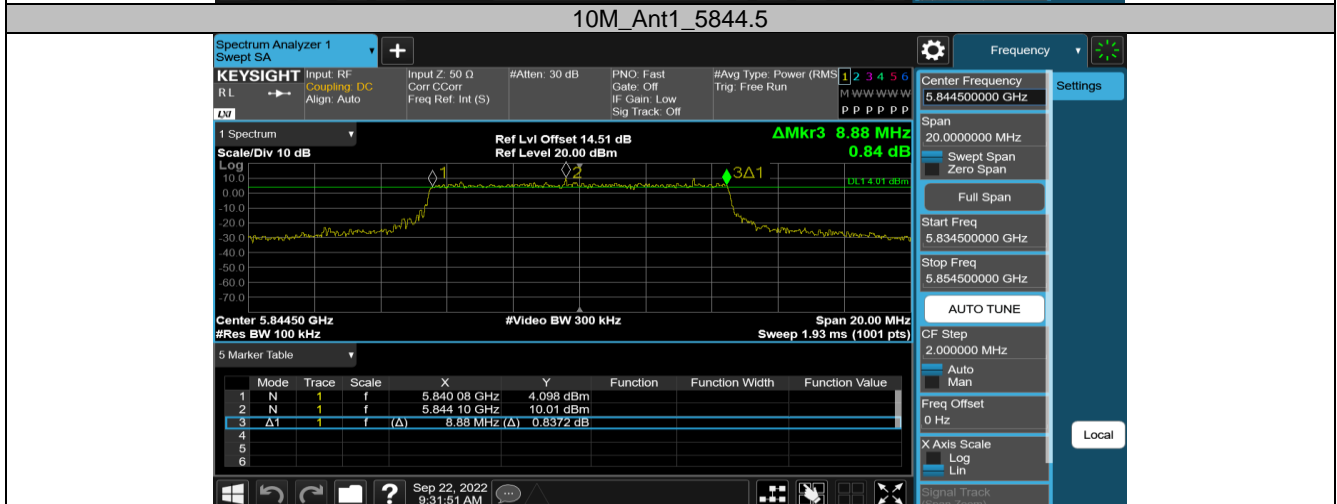 10M_Ant1_5844.5
Spectrum Analyzer 1
Swept SA
Frequency
KEYSIGHT
RL
LXI
Input: RF
Coupling: DC
Align: Auto
Input Z: 50 Ω
Corr CCorr
Freq Ref: Int (S)
#Atten: 30 dB
PNO: Fast
Gate: Off
IF Gain: Low
Sig Track: Off
#Avg Type: Power (RMS
Trig: Free Run
1 2 3 4 5 6
M W W W W W
P P P P P P
1 Spectrum
Scale/Div 10 dB
Ref Lvl Offset 14.51 dB
Ref Level 20.00 dBm
ΔMkr3 8.88 MHz
0.84 dB
Log
10.0
0.00
-10.0
-20.0
-30.0
-40.0
-50.0
-60.0
-70.0
1
2
3Δ1
DL1 4.01 dBm
Center 5.84450 GHz
#Res BW 100 kHz
#Video BW 300 kHz
Span 20.00 MHz
Sweep 1.93 ms (1001 pts)
5 Marker Table
Mode Trace Scale X Y Function Function Width Function Value
1 N 1 f 5.840 08 GHz 4.098 dBm
2 N 1 f 5.844 10 GHz 10.01 dBm
3 Δ1 1 f (Δ) 8.88 MHz (Δ) 0.8372 dB
4
5
6
Sep 22, 2022
9:31:51 AM
Center Frequency
5.844500000 GHz
Settings
Span
20.0000000 MHz
Swept Span
Zero Span
Full Span
Start Freq
5.834500000 GHz
Stop Freq
5.854500000 GHz
AUTO TUNE
CF Step
2.000000 MHz
Auto
Man
Freq Offset
0 Hz
X Axis Scale
Log
Lin
Local
Signal Track
(Span Zoom)